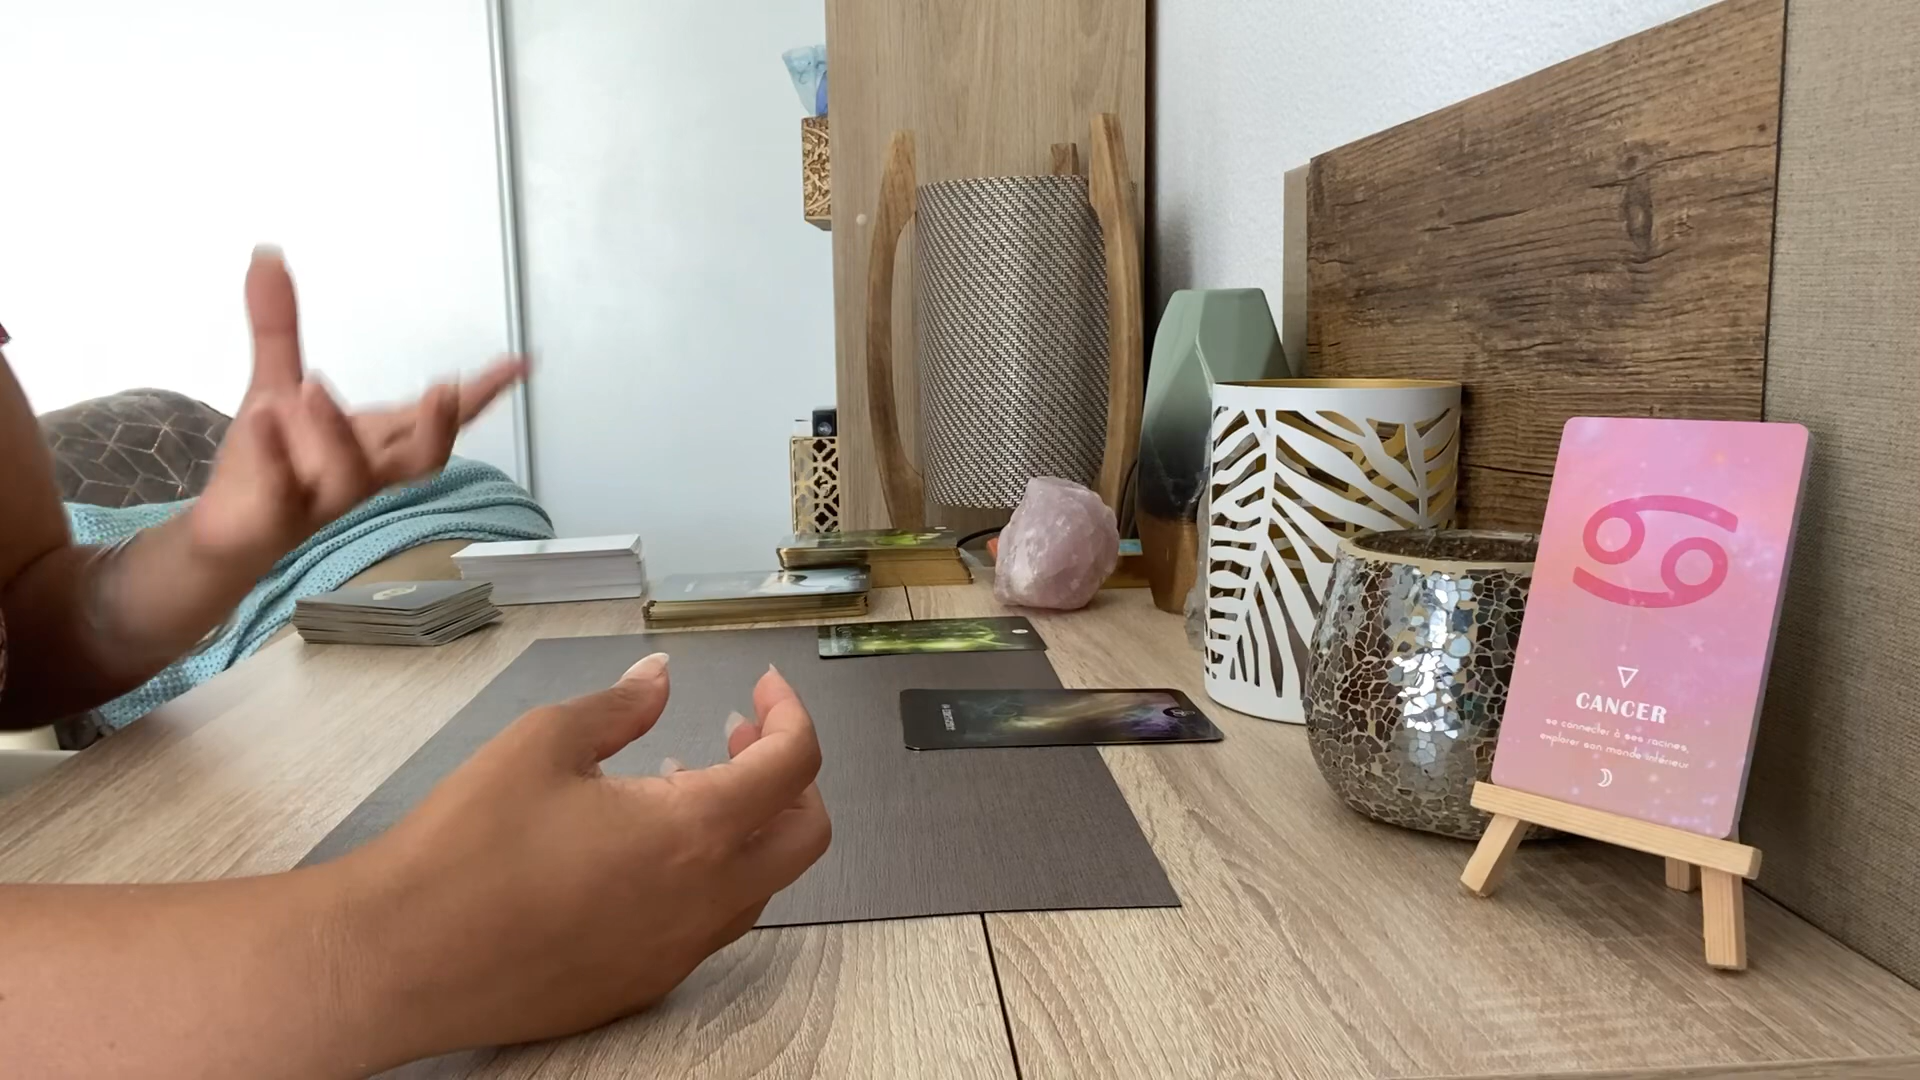 CANCER
se connecter à ses racines,
explorer son monde intérieur